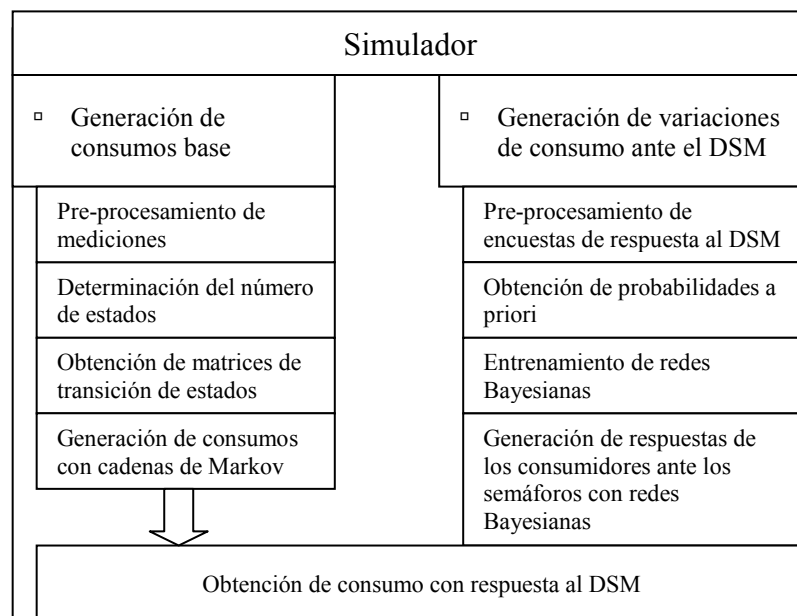 Simulador
▫ Generación de
consumos base
Pre-procesamiento de
mediciones
Determinación del número
de estados
Obtención de matrices de
transición de estados
Generación de consumos
con cadenas de Markov
▫ Generación de variaciones
de consumo ante el DSM
Pre-procesamiento de
encuestas de respuesta al DSM
Obtención de probabilidades a
priori
Entrenamiento de redes
Bayesianas
Generación de respuestas de
los consumidores ante los
semáforos con redes
Bayesianas
Obtención de consumo con respuesta al DSM